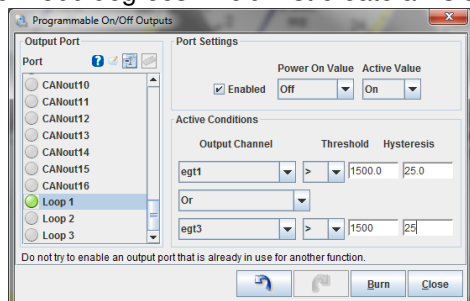 Programmable On/Off Outputs
Output Port
Port
CANout10
CANout11
CANout12
CANout13
CANout14
CANout15
CANout16
Loop 1
Loop 2
Loop 3
Port Settings
Power On Value Active Value
Enabled Off On
Active Conditions
Output Channel Threshold Hysteresis
egt1 > 1500.0 25.0
Or
egt3 > 1500 25
Do not try to enable an output port that is already in use for another function.
Burn Close